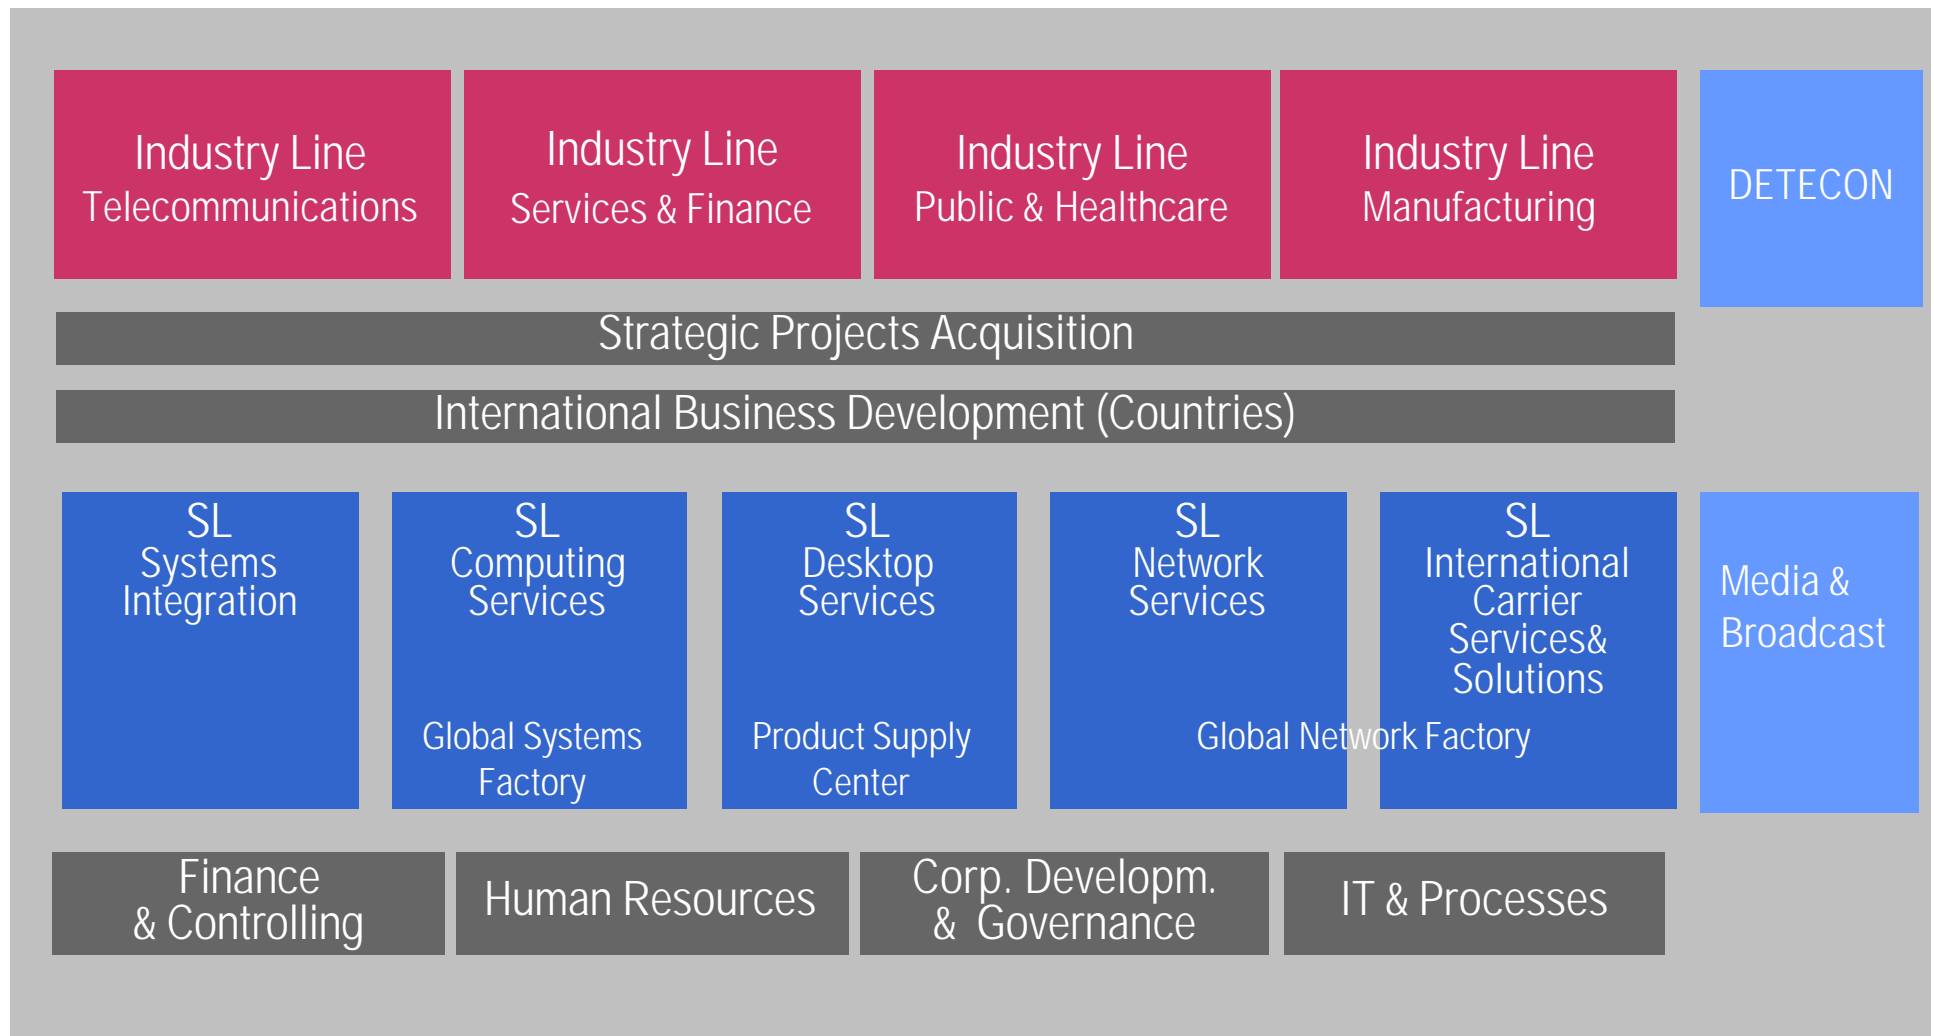 Industry Line
Telecommunications
Industry Line
Services & Finance
Industry Line
Public & Healthcare
Industry Line
Manufacturing
DETECON
Strategic Projects Acquisition
International Business Development (Countries)
SL
Systems
Integration
SL
Computing
Services
Global Systems
Factory
SL
Desktop
Services
Product Supply
Center
SL
Network
Services
SL
International
Carrier
Services&
Solutions
Global Network Factory
Media &
Broadcast
Finance
& Controlling
Human Resources
Corp. Developm.
& Governance
IT & Processes